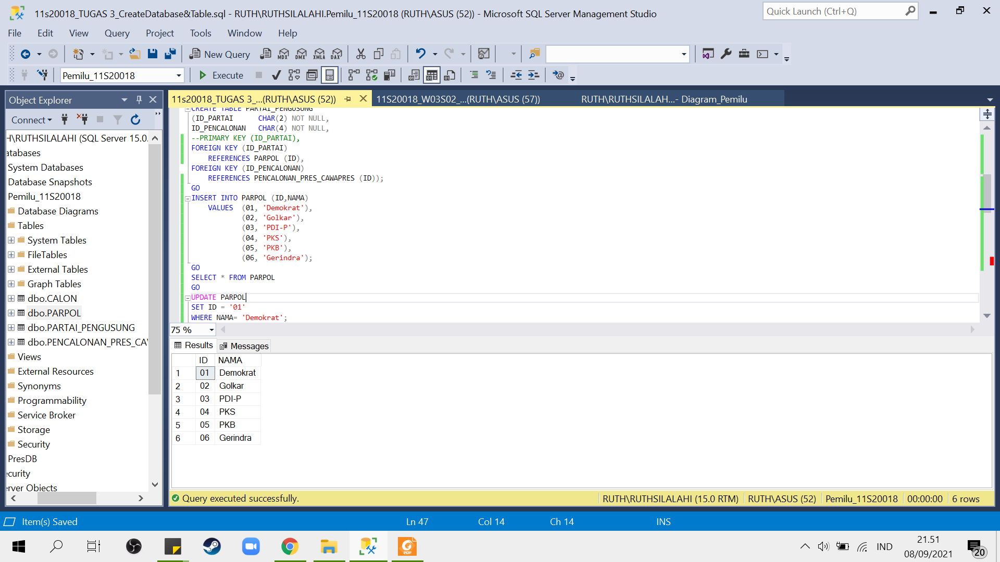 11s20018_TUGAS 3_CreateDatabase&Table.sql - RUTH\RUTHSILALAHI.Pemilu_11S20018 (RUTH\ASUS (52)) - Microsoft SQL Server Management Studio
Quick Launch (Ctrl+Q)
File Edit View Query Project Tools Window Help
New Query MDX DMX XMLA DAX
Pemilu_11S20018 Execute
Object Explorer
11s20018_TUGAS 3_...(RUTH\ASUS (52)) 11S20018_W03S02_...(RUTH\ASUS (57)) RUTH\RUTHSILALAH...- Diagram_Pemilu
Connect
H\RUTHSILALAHI (SQL Server 15.0.
atabases
System Databases
Database Snapshots
Pemilu_11S20018
Database Diagrams
Tables
System Tables
FileTables
External Tables
Graph Tables
dbo.CALON
dbo.PARPOL
dbo.PARTAI_PENGUSUNG
dbo.PENCALONAN_PRES_CA
Views
External Resources
Synonyms
Programmability
Service Broker
Storage
Security
PresDB
curity
rver Objects
CREATE TABLE PARTAI_PENGUSUNG
(ID_PARTAI CHAR(2) NOT NULL,
ID_PENCALONAN CHAR(4) NOT NULL,
--PRIMARY KEY (ID_PARTAI),
FOREIGN KEY (ID_PARTAI)
REFERENCES PARPOL (ID),
FOREIGN KEY (ID_PENCALONAN)
REFERENCES PENCALONAN_PRES_CAWAPRES (ID));
GO
INSERT INTO PARPOL (ID,NAMA)
VALUES (01, 'Demokrat'),
(02, 'Golkar'),
(03, 'PDI-P'),
(04, 'PKS'),
(05, 'PKB'),
(06, 'Gerindra');
GO
SELECT * FROM PARPOL
GO
UPDATE PARPOL
SET ID = '01'
WHERE NAMA= 'Demokrat';
75 %
Results Messages
ID NAMA
1 01 Demokrat
2 02 Golkar
3 03 PDI-P
4 04 PKS
5 05 PKB
6 06 Gerindra
Query executed successfully. RUTH\RUTHSILALAHI (15.0 RTM) RUTH\ASUS (52) Pemilu_11S20018 00:00:00 6 rows
Item(s) Saved Ln 47 Col 14 Ch 14 INS
PDF
IND
21.51
08/09/2021
20